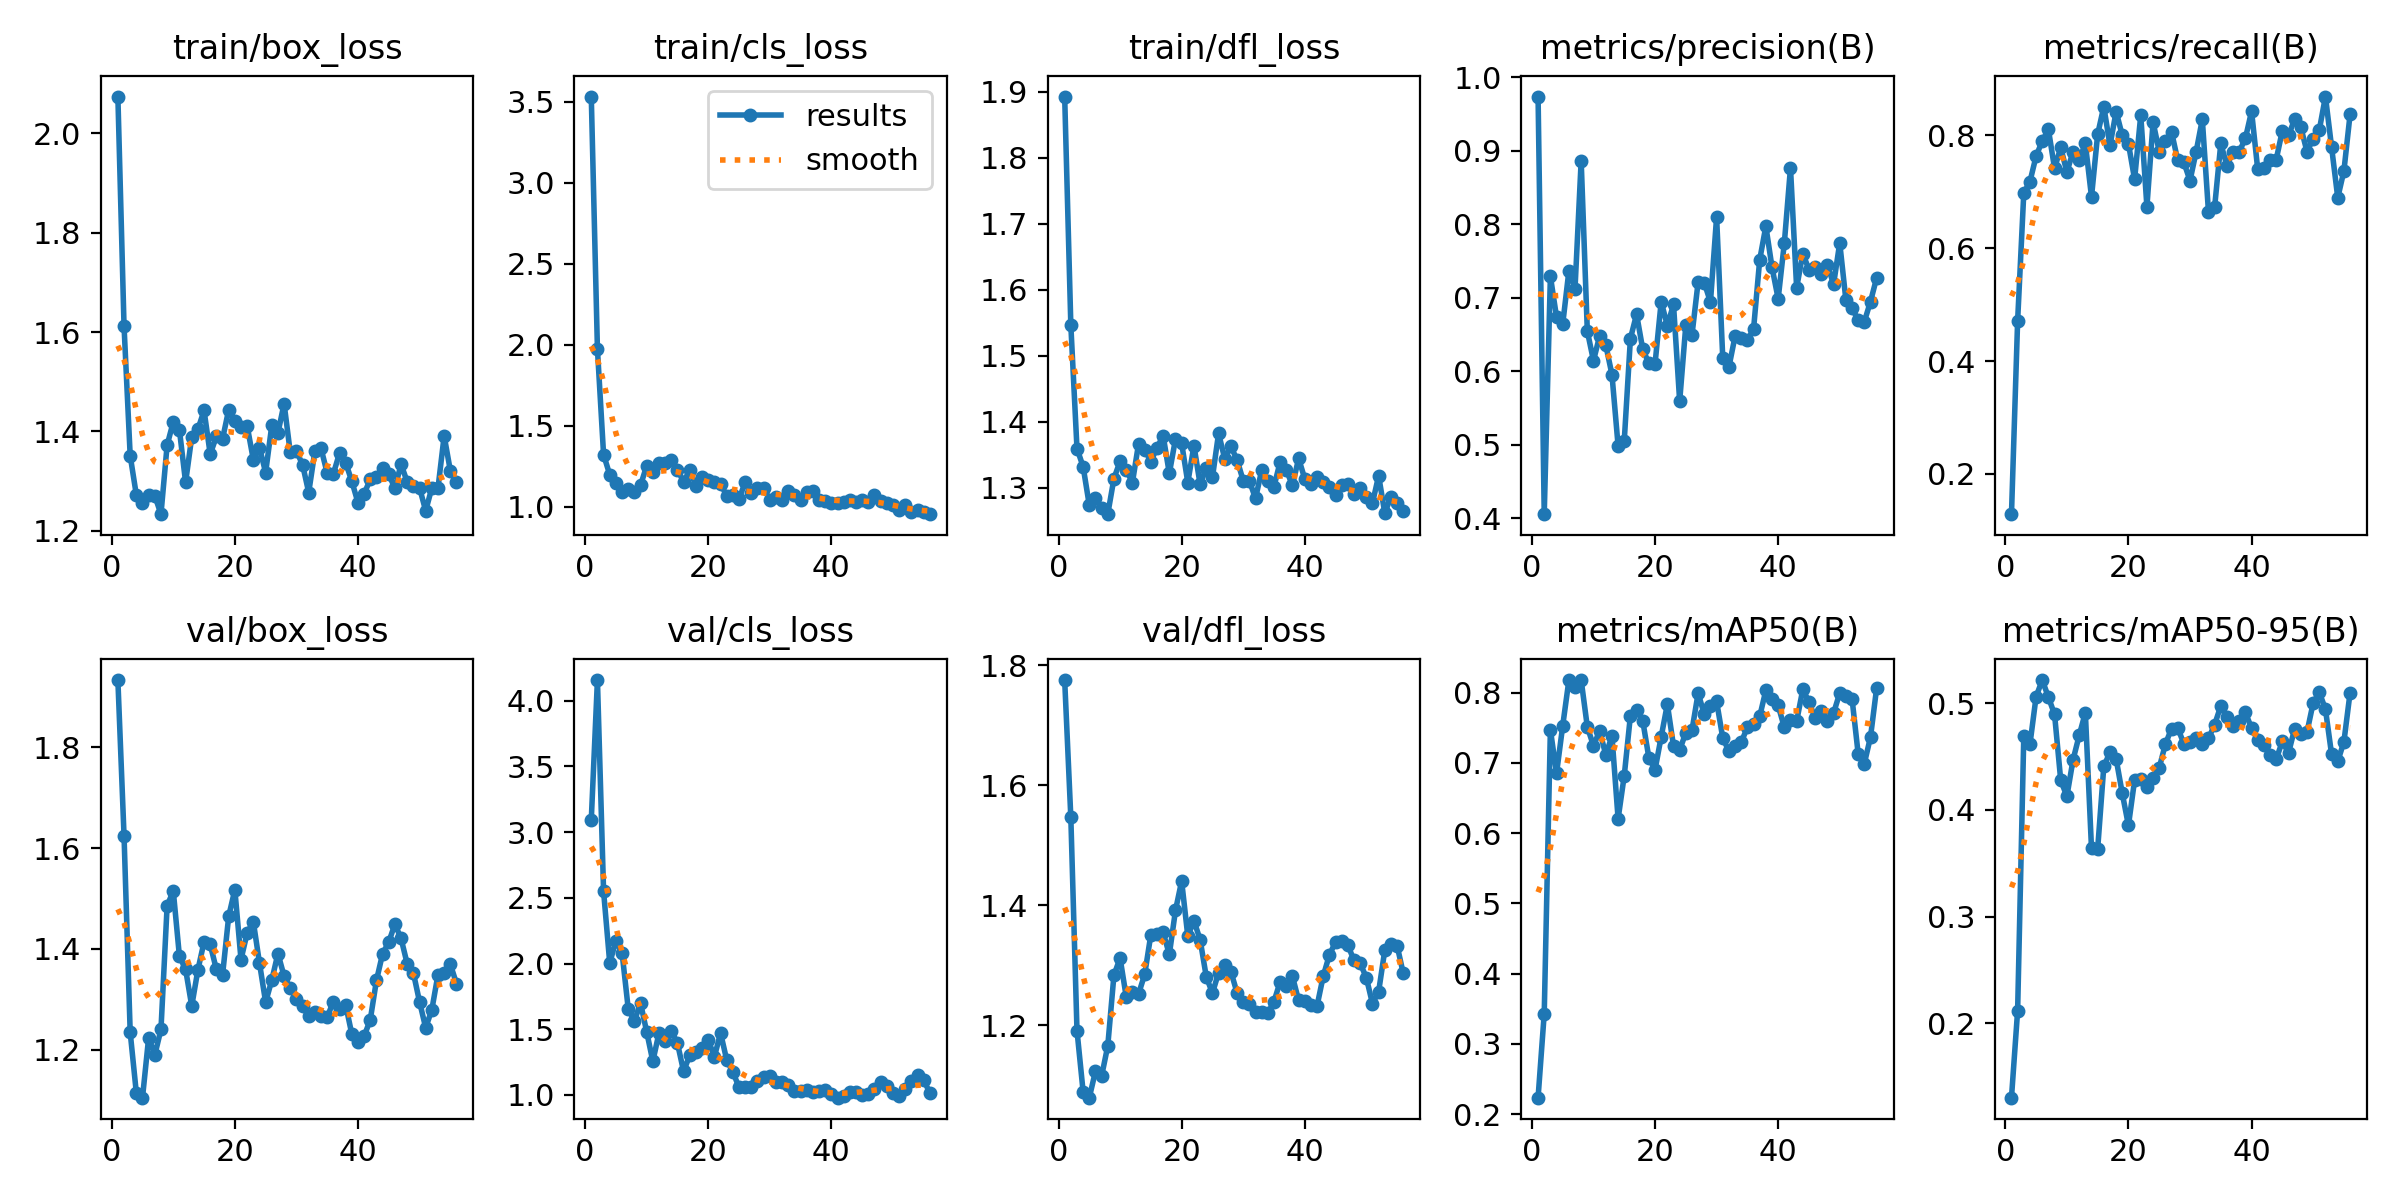 train/box_loss
2.0
1.8
1.6
1.4
1.2
0 20 40
train/cls_loss
results
smooth
3.5
3.0
2.5
2.0
1.5
1.0
0 20 40
train/dfl_loss
1.9
1.8
1.7
1.6
1.5
1.4
1.3
0 20 40
metrics/precision(B)
1.0
0.9
0.8
0.7
0.6
0.5
0.4
0 20 40
metrics/recall(B)
0.8
0.6
0.4
0.2
0 20 40
val/box_loss
1.8
1.6
1.4
1.2
0 20 40
val/cls_loss
4.0
3.5
3.0
2.5
2.0
1.5
1.0
0 20 40
val/dfl_loss
1.8
1.6
1.4
1.2
0 20 40
metrics/mAP50(B)
0.8
0.7
0.6
0.5
0.4
0.3
0.2
0 20 40
metrics/mAP50-95(B)
0.5
0.4
0.3
0.2
0 20 40